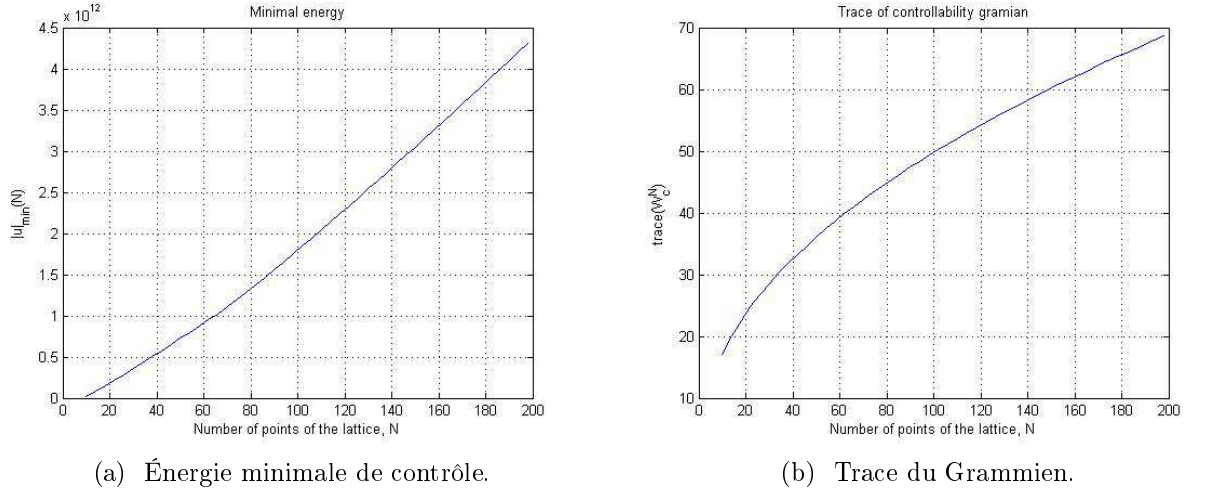 Minimal energy
x 10^12
4.5
4
3.5
3
2.5
2
1.5
1
0.5
0
|u|_min(N)
0 20 40 60 80 100 120 140 160 180 200
Number of points of the lattice, N
(a) Énergie minimale de contrôle.
Trace of controllability gramian
70
60
50
40
30
20
10
trace(W_c^N)
0 20 40 60 80 100 120 140 160 180 200
Number of points of the lattice, N
(b) Trace du Grammien.